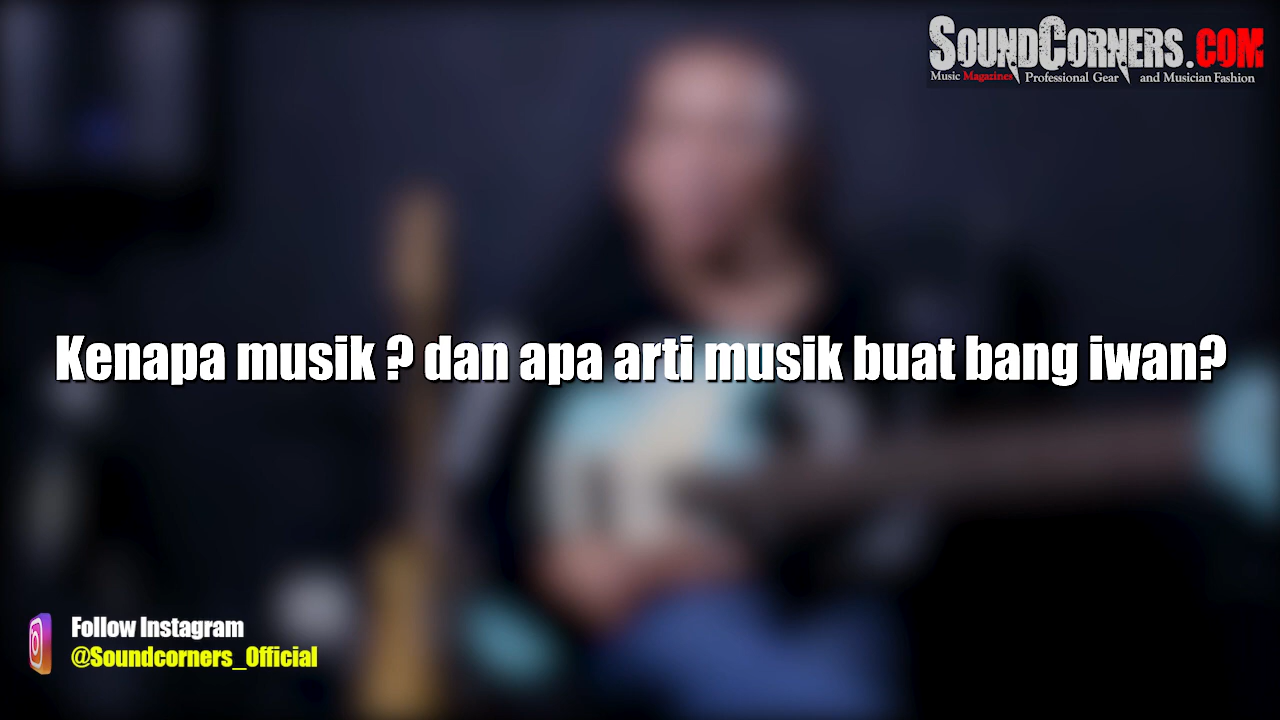 SOUNDCORNERS.COM
Music Magazines Professional Gear and Musician Fashion
Kenapa musik ? dan apa arti musik buat bang iwan?
Follow Instagram
@Soundcorners_Official